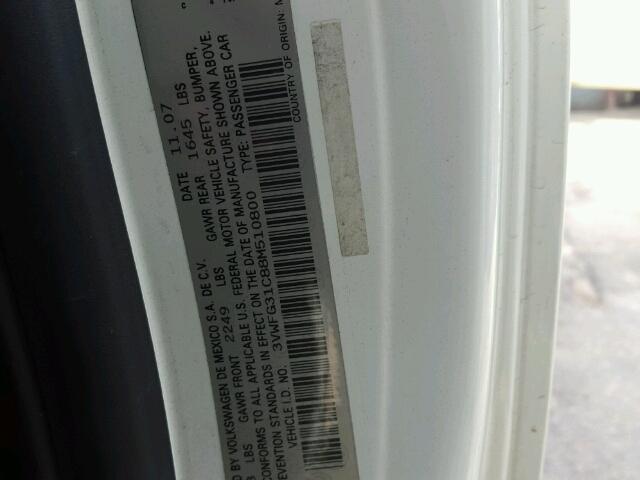 D BY VOLKSWAGEN DE MEXICO S.A. DE C.V. DATE 11.07
LBS GAWR FRONT 2249 LBS GAWR REAR 1645 LBS
CONFORMS TO ALL APPLICABLE U.S. FEDERAL MOTOR VEHICLE SAFETY, BUMPER,
EVENTION STANDARDS IN EFFECT ON THE DATE OF MANUFACTURE SHOWN ABOVE.
VEHICLE I.D. NO. 3VWFG31C88M510800 TYPE: PASSENGER CAR
COUNTRY OF ORIGIN: